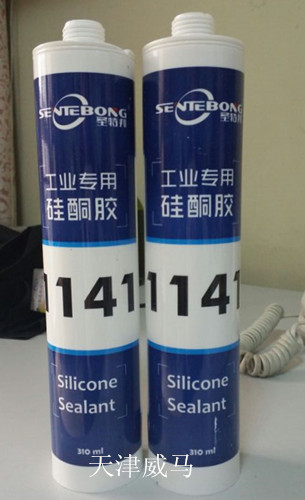 SENTEBONG
圣特邦
工业专用
硅酮胶
1141
Silicone
Sealant
310 ml
SENTEBONG
圣特邦
工业专用
硅酮胶
1141
Silicone
Sealant
310 ml
天津威马